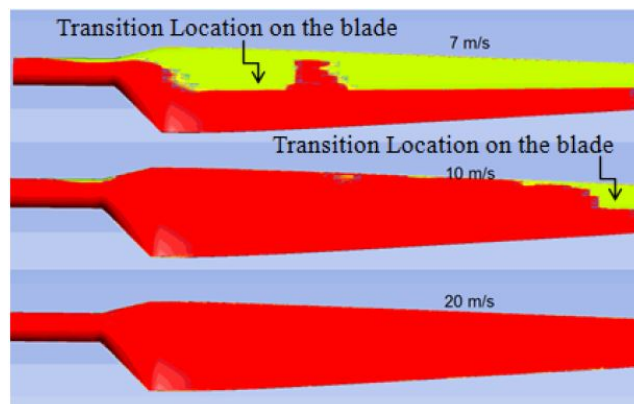 Transition Location on the blade
7 m/s
Transition Location on the blade
10 m/s
20 m/s